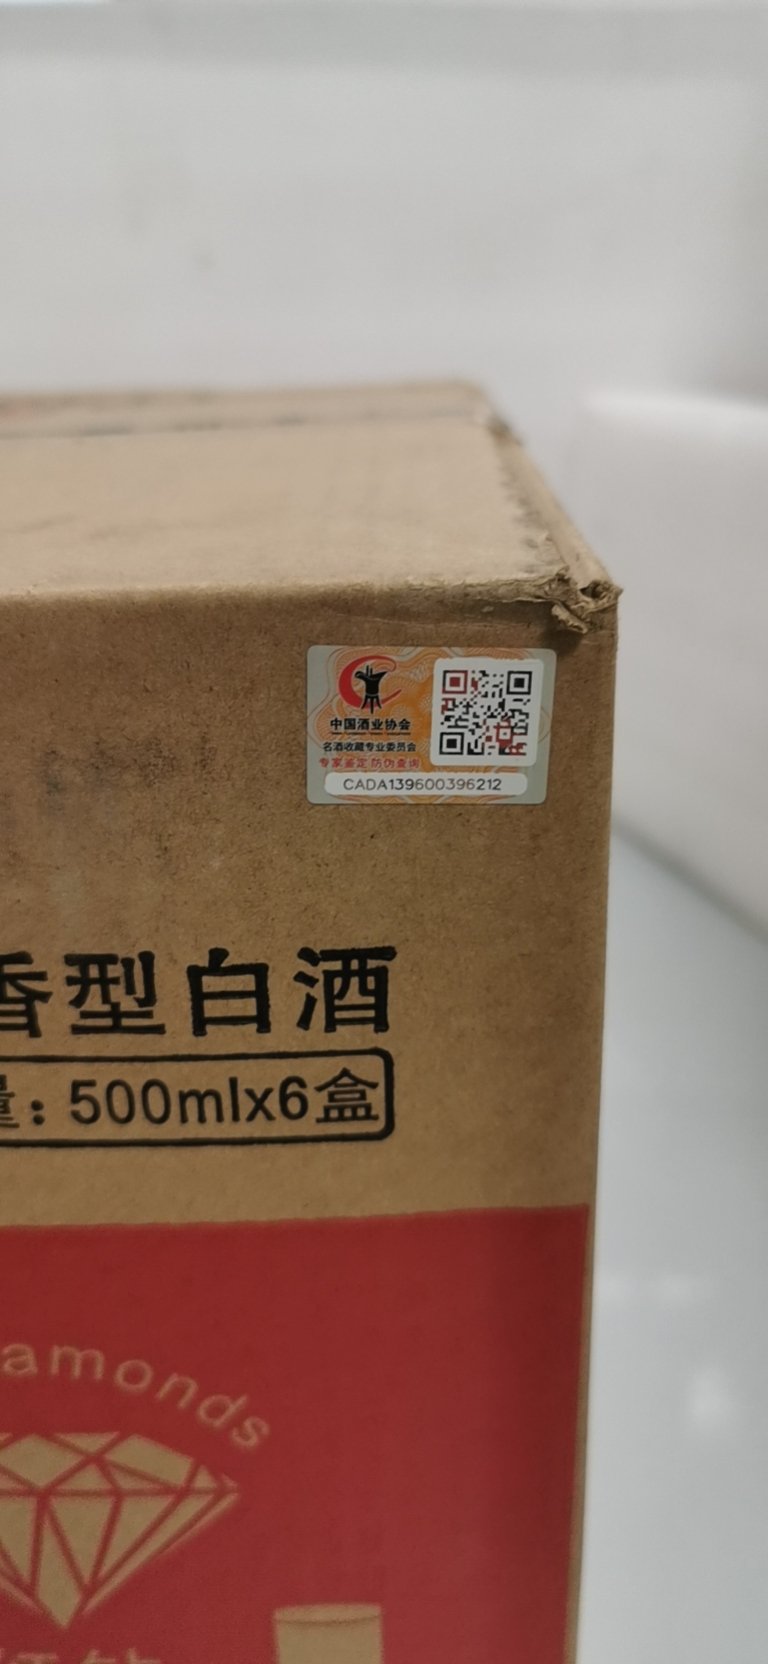 中国酒业协会
名酒收藏专业委员会
专家鉴定 防伪查询
CADA139600396212
香型白酒
量：500mlx6盒
amonds